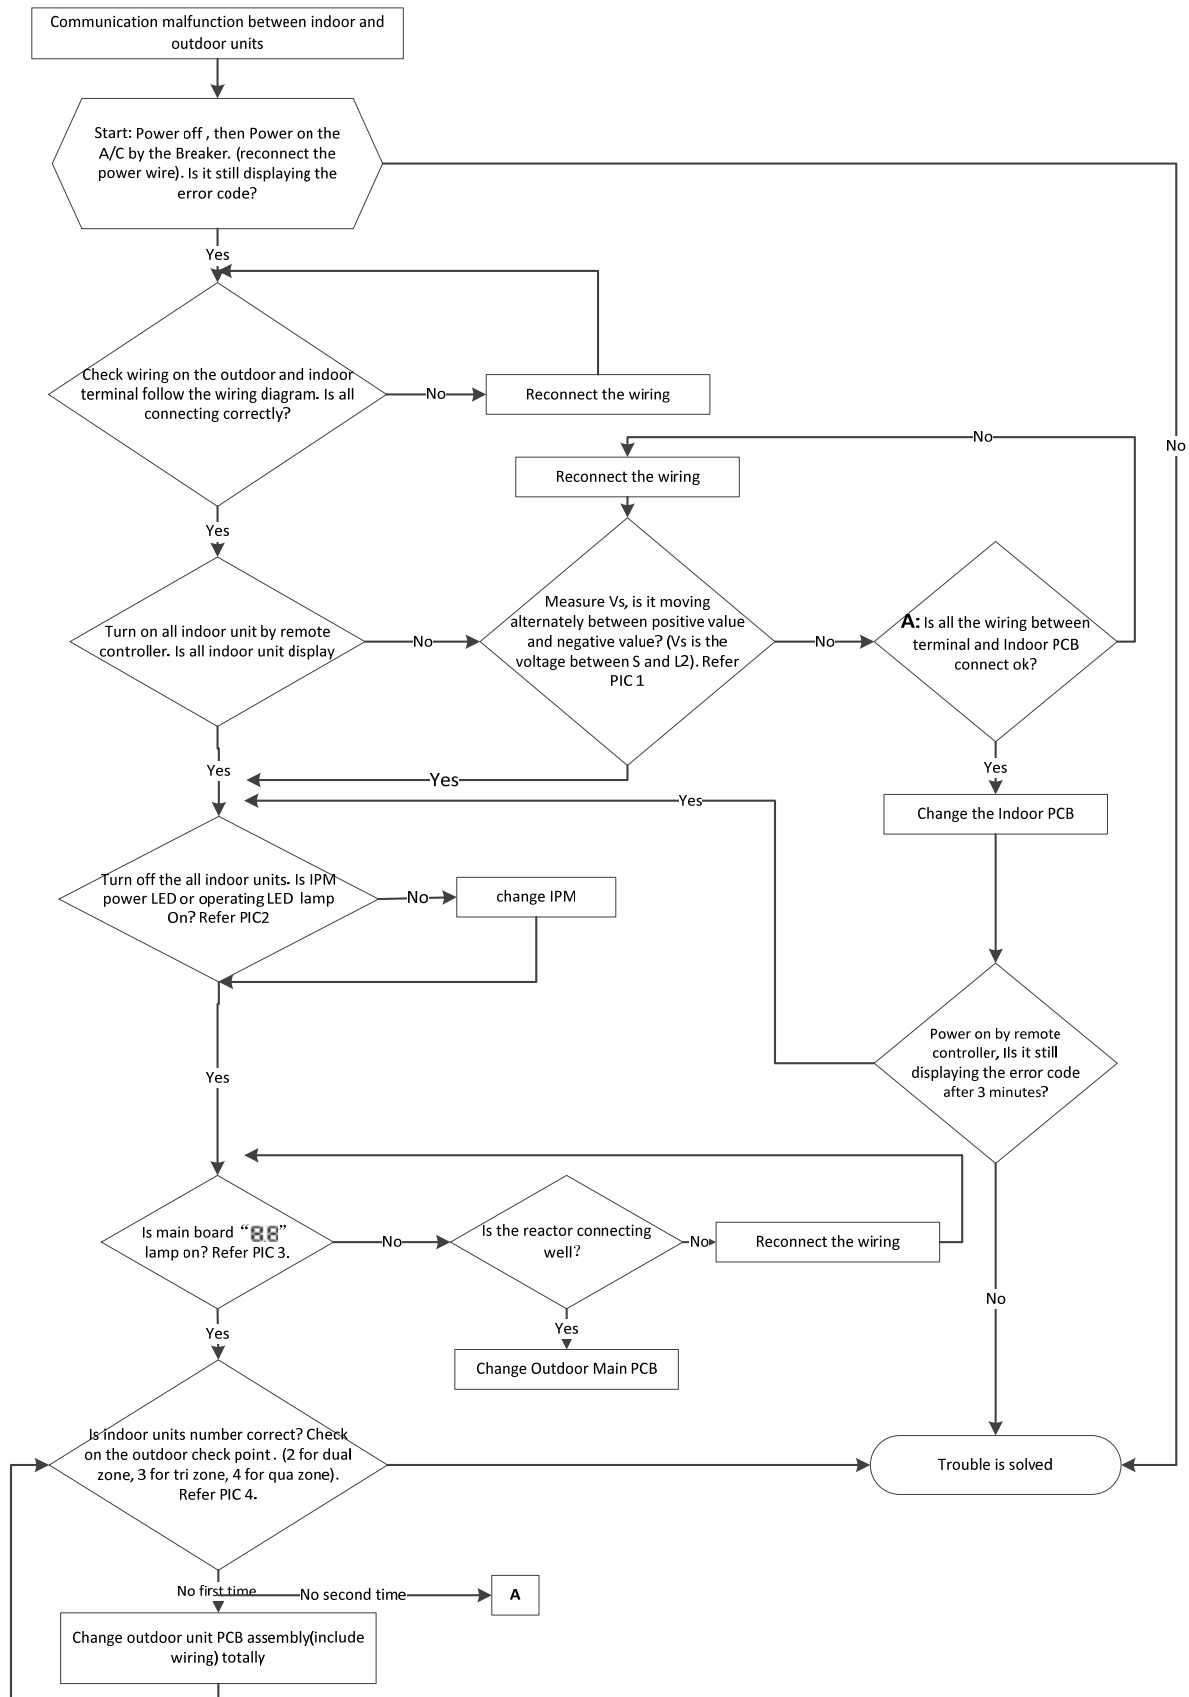 Communication malfunction between indoor and
outdoor units
Start: Power off , then Power on the
A/C by the Breaker. (reconnect the
power wire). Is it still displaying the
error code?
Yes
Check wiring on the outdoor and indoor
terminal follow the wiring diagram. Is all
connecting correctly?
No
Reconnect the wiring
No
No
Reconnect the wiring
Yes
Turn on all indoor unit by remote
controller. Is all indoor unit display
No
Measure Vs, is it moving
alternately between positive value
and negative value? (Vs is the
voltage between S and L2). Refer
PIC 1
No
A: Is all the wiring between
terminal and Indoor PCB
connect ok?
Yes
Yes
Yes
Yes
Change the Indoor PCB
Turn off the all indoor units. Is IPM
power LED or operating LED lamp
On? Refer PIC2
No
change IPM
Power on by remote
controller, IIs it still
displaying the error code
after 3 minutes?
Yes
Is main board “8.8”
lamp on? Refer PIC 3.
No
Is the reactor connecting
well?
No
Reconnect the wiring
No
Yes
Yes
Change Outdoor Main PCB
Is indoor units number correct? Check
on the outdoor check point . (2 for dual
zone, 3 for tri zone, 4 for qua zone).
Refer PIC 4.
Trouble is solved
No first time
No second time
A
Change outdoor unit PCB assembly(include
wiring) totally